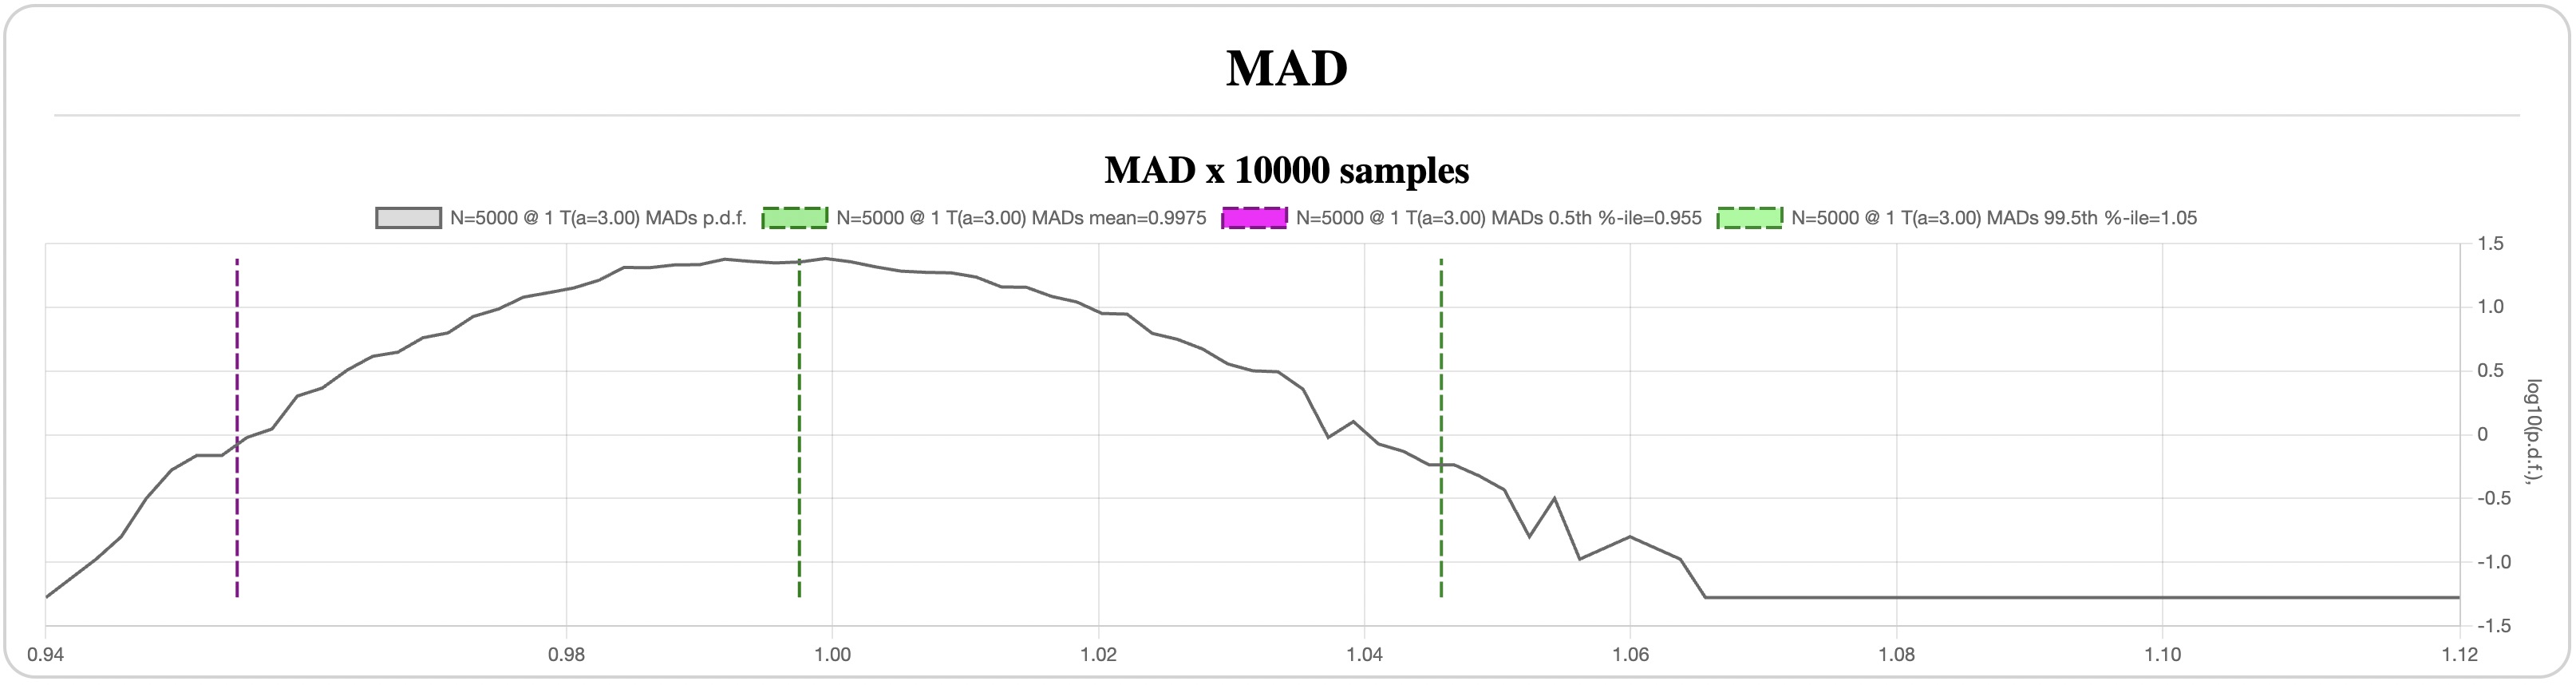 MAD
MAD x 10000 samples
N=5000 @ 1 T(a=3.00) MADs p.d.f. N=5000 @ 1 T(a=3.00) MADs mean=0.9975 N=5000 @ 1 T(a=3.00) MADs 0.5th %-ile=0.955 N=5000 @ 1 T(a=3.00) MADs 99.5th %-ile=1.05
1.5
1.0
0.5
0
-0.5
-1.0
-1.5
log10(p.d.f.),
0.94 0.98 1.00 1.02 1.04 1.06 1.08 1.10 1.12